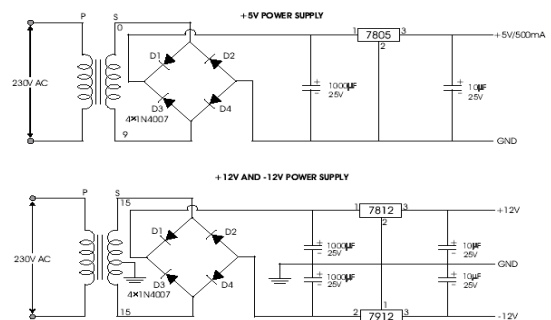 +5V POWER SUPPLY
P S
0
D1 D2
D3 D4
4×1N4007
9
230V AC
1000µF
25V
7805 3
2
10µF
25V
+5V/500mA
GND
+12V AND -12V POWER SUPPLY
P S
15
D1 D2
D3 D4
4×1N4007
15
230V AC
1000µF
25V
1000µF
25V
1 7812 3
2
10µF
25V
10µF
25V
1
2 7912 3
+12V
GND
-12V